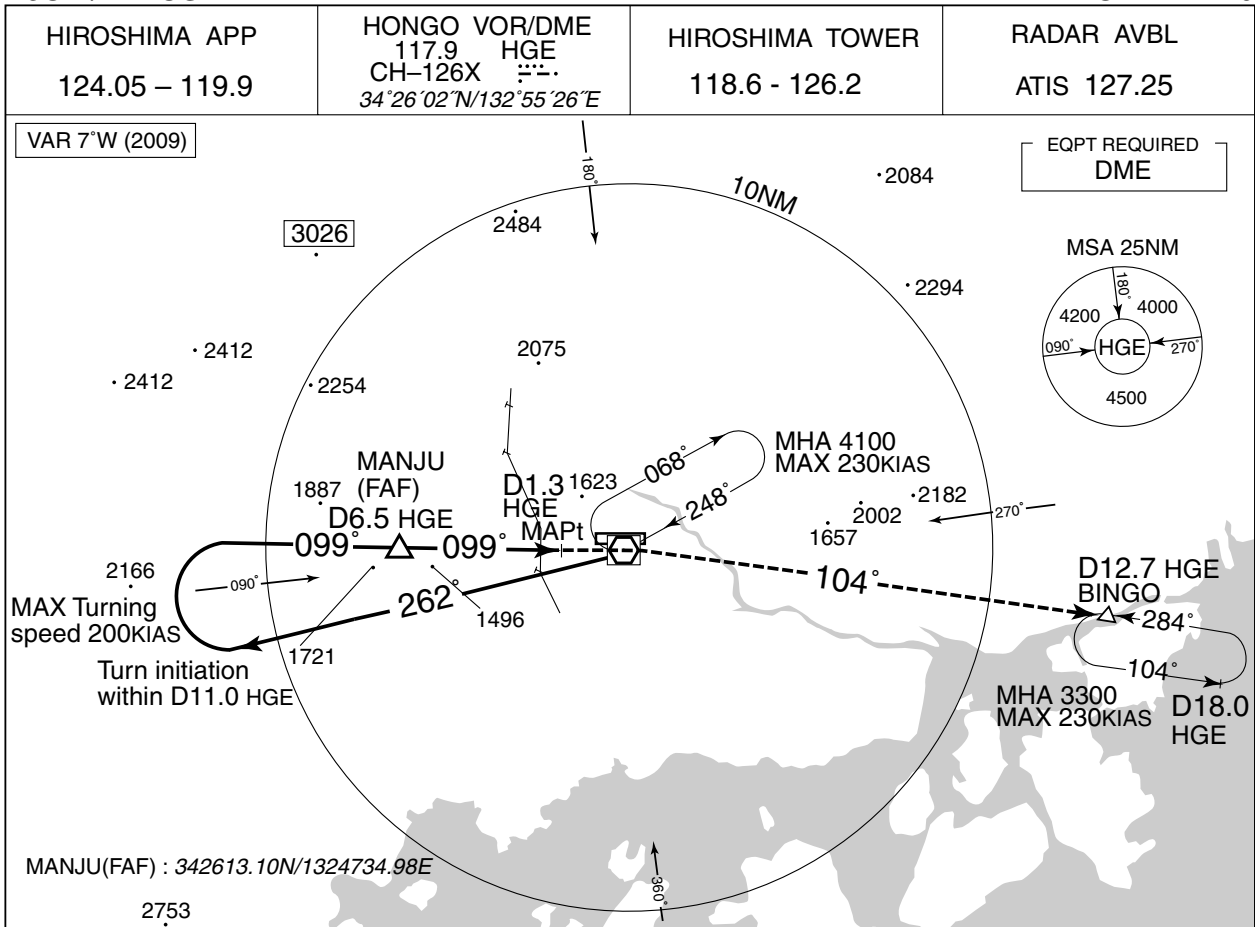 HIROSHIMA APP
124.05 – 119.9
HONGO VOR/DME
117.9 HGE
CH–126X
34°26´02˝N/132°55´26˝E
HIROSHIMA TOWER
118.6 - 126.2
RADAR AVBL
ATIS 127.25
VAR 7°W (2009)
EQPT REQUIRED
DME
180°
10NM
2084
3026
2484
MSA 25NM
180°
4200
4000
090°
HGE
270°
4500
2294
2412
2412
2254
2075
MHA 4100
MAX 230KIAS
068°
248°
MANJU
(FAF)
D6.5 HGE
1887
D1.3
HGE
MAPt
1623
2182
2002
1657
270°
099°
099°
2166
090°
MAX Turning
speed 200KIAS
262°
1496
1721
Turn initiation
within D11.0 HGE
104°
D12.7 HGE
BINGO
284°
104°
MHA 3300
MAX 230KIAS
D18.0
HGE
MANJU(FAF) : 342613.10N/1324734.98E
360°
2753